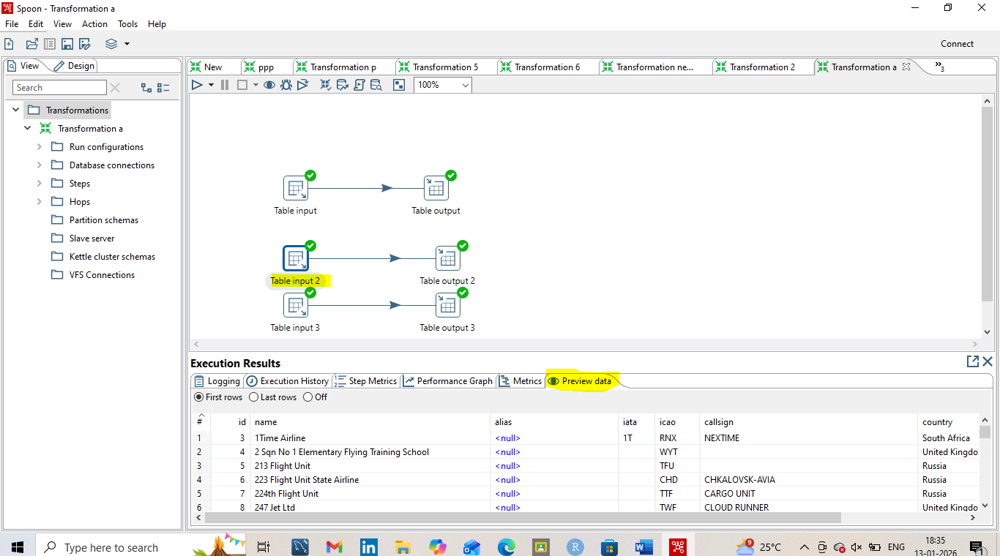 Spoon - Transformation a
File Edit View Action Tools Help
Connect
View Design
Search
Transformations
Transformation a
Run configurations
Database connections
Steps
Hops
Partition schemas
Slave server
Kettle cluster schemas
VFS Connections
New ppp Transformation p Transformation 5 Transformation 6 Transformation ne... Transformation 2 Transformation a »3
100%
Table input Table output
Table input 2 Table output 2
Table input 3 Table output 3
Execution Results
Logging Execution History Step Metrics Performance Graph Metrics Preview data
First rows Last rows Off
# id name alias iata icao callsign country
1 3 1Time Airline <null> 1T RNX NEXTIME South Africa
2 4 2 Sqn No 1 Elementary Flying Training School <null> WYT United Kingdo
3 5 213 Flight Unit <null> TFU Russia
4 6 223 Flight Unit State Airline <null> CHD CHKALOVSK-AVIA Russia
5 7 224th Flight Unit <null> TTF CARGO UNIT Russia
6 8 247 Jet Ltd <null> TWF CLOUD RUNNER United Kingdo
Type here to search
9 25°C ENG 18:35
13-01-2026 1